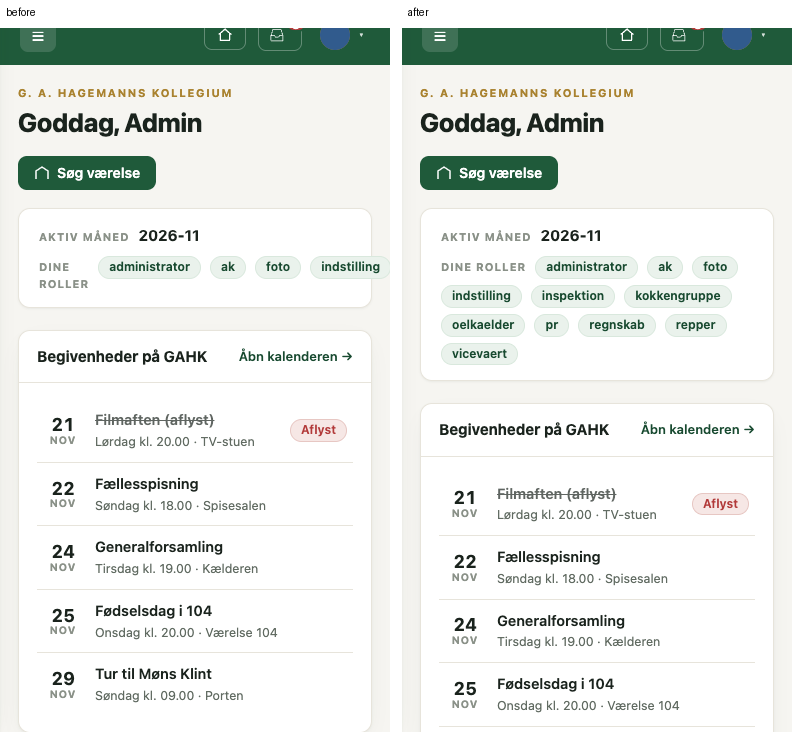 before
G. A. HAGEMANNS KOLLEGIUM
Goddag, Admin
Søg værelse
AKTIV MÅNED 2026-11
DINE ROLLER administrator ak foto indstilling
Begivenheder på GAHK Åbn kalenderen →
21 NOV Filmaften (aflyst) Aflyst
Lørdag kl. 20.00 · TV-stuen
22 NOV Fællesspisning
Søndag kl. 18.00 · Spisesalen
24 NOV Generalforsamling
Tirsdag kl. 19.00 · Kælderen
25 NOV Fødselsdag i 104
Onsdag kl. 20.00 · Værelse 104
29 NOV Tur til Møns Klint
Søndag kl. 09.00 · Porten
after
G. A. HAGEMANNS KOLLEGIUM
Goddag, Admin
Søg værelse
AKTIV MÅNED 2026-11
DINE ROLLER administrator ak foto
indstilling inspektion kokkengruppe
oelkaelder pr regnskab repper
vicevaert
Begivenheder på GAHK Åbn kalenderen →
21 NOV Filmaften (aflyst) Aflyst
Lørdag kl. 20.00 · TV-stuen
22 NOV Fællesspisning
Søndag kl. 18.00 · Spisesalen
24 NOV Generalforsamling
Tirsdag kl. 19.00 · Kælderen
25 NOV Fødselsdag i 104
Onsdag kl. 20.00 · Værelse 104